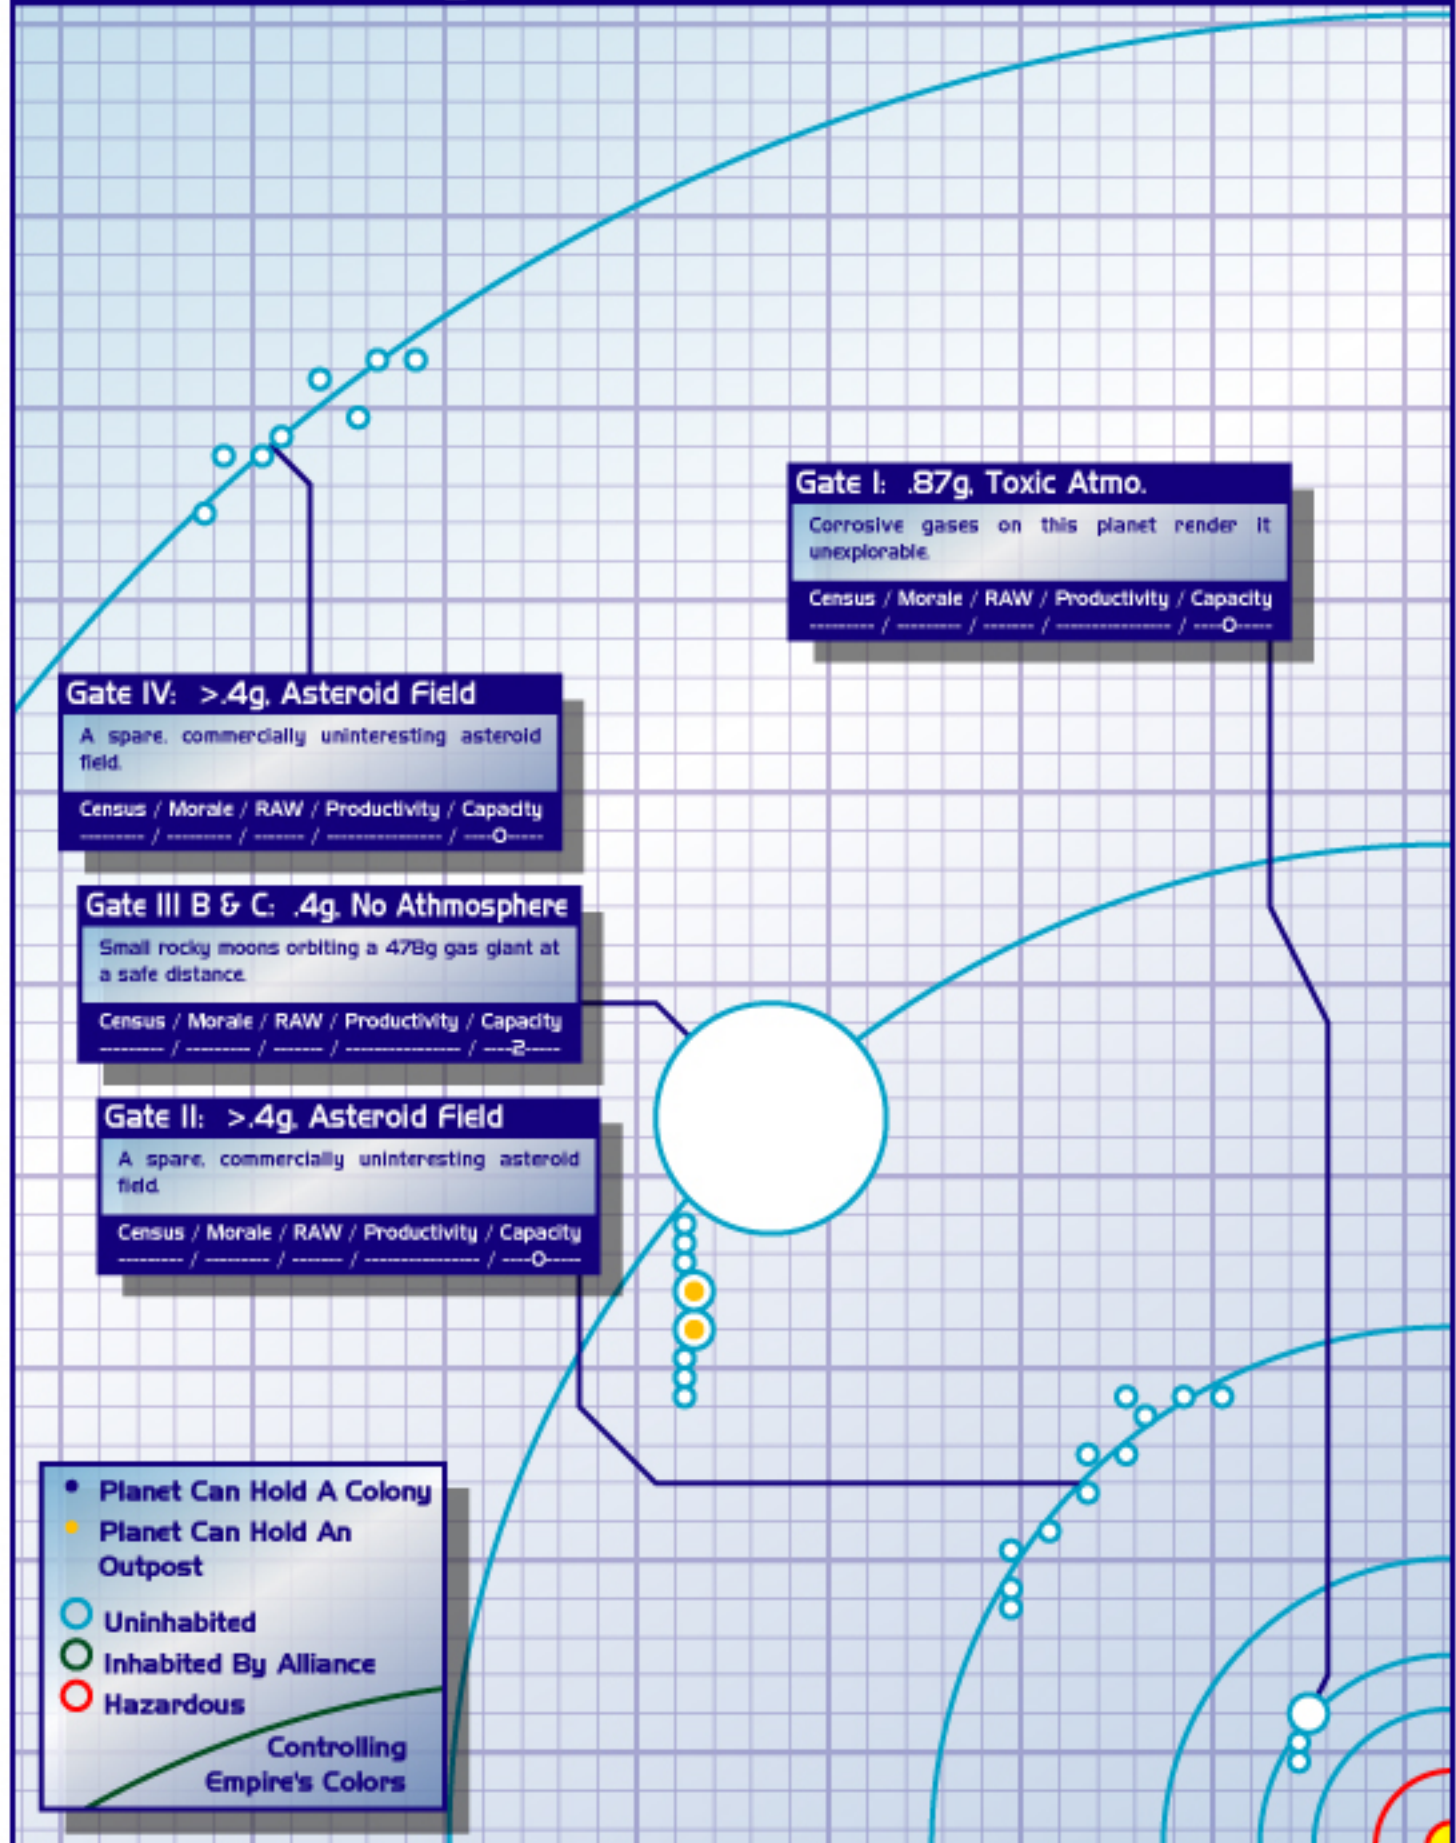 Gate I:  .87g, Toxic Atmo.
Corrosive gases on this planet render it
unexplorable.
Census / Morale / RAW / Productivity / Capacity
--------- / --------- / ------- / ---------------- / ----0-----
Gate IV:  >.4g, Asteroid Field
A spare, commercially uninteresting asteroid
field.
Census / Morale / RAW / Productivity / Capacity
--------- / --------- / ------- / ---------------- / ----0-----
Gate III B & C:  .4g, No Athmosphere
Small rocky moons orbiting a 478g gas giant at
a safe distance.
Census / Morale / RAW / Productivity / Capacity
--------- / --------- / ------- / ---------------- / ----2-----
Gate II:  >.4g, Asteroid Field
A spare, commercially uninteresting asteroid
field.
Census / Morale / RAW / Productivity / Capacity
--------- / --------- / ------- / ---------------- / ----0-----
Planet Can Hold A Colony
Planet Can Hold An
Outpost
Uninhabited
Inhabited By Alliance
Hazardous
Controlling
Empire's Colors